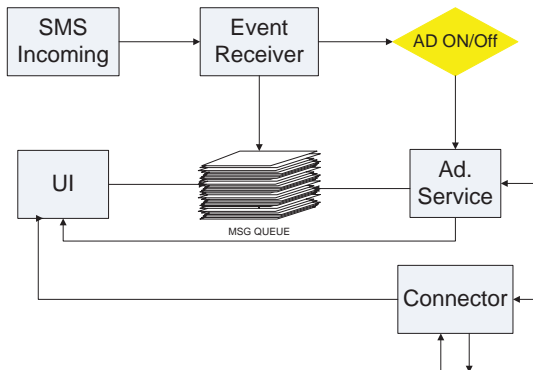 SMS
Incoming
Event
Receiver
AD ON/Off
UI
Ad.
Service
MSG QUEUE
Connector